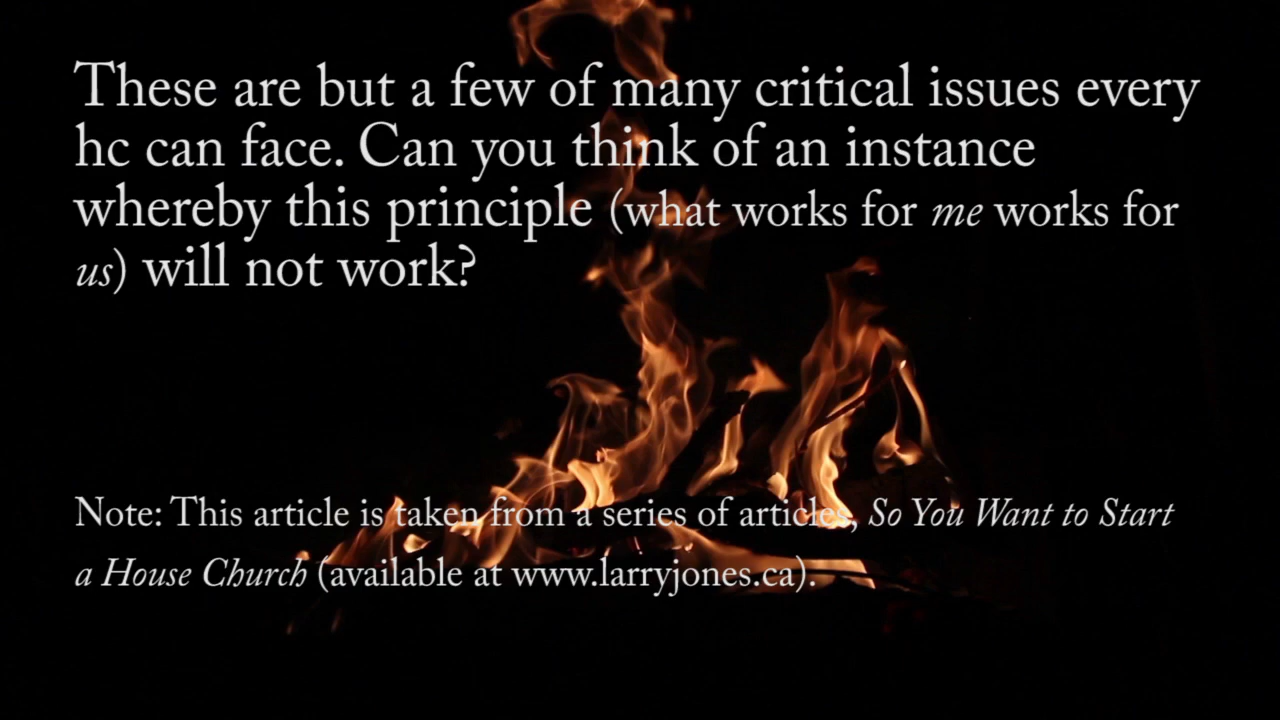 These are but a few of many critical issues every
hc can face. Can you think of an instance
whereby this principle (what works for me works for
us) will not work?
Note: This article is taken from a series of articles, So You Want to Start
a House Church (available at www.larryjones.ca).